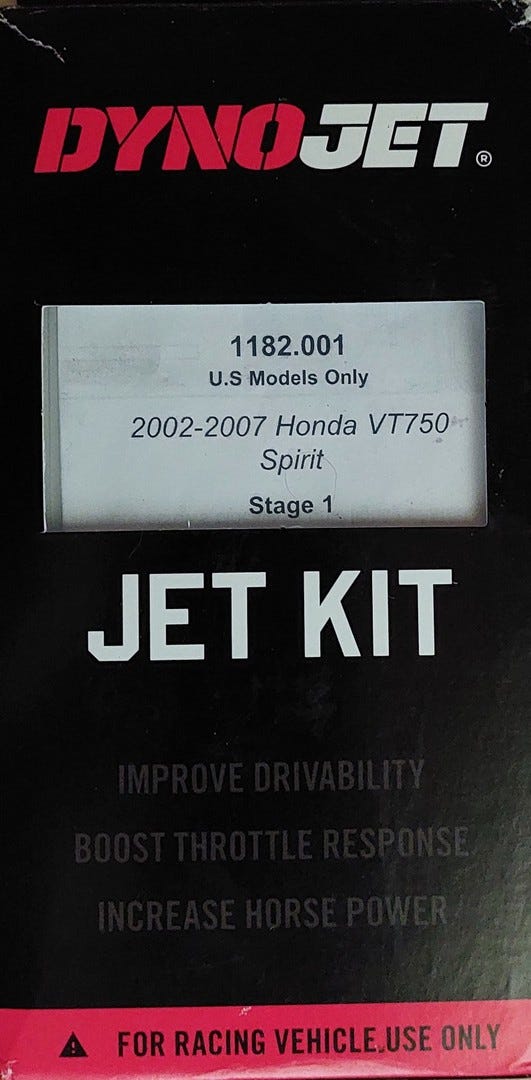 DYNOJET®
1182.001
U.S Models Only
2002-2007 Honda VT750
Spirit
Stage 1
JET KIT
IMPROVE DRIVABILITY
BOOST THROTTLE RESPONSE
INCREASE HORSE POWER
FOR RACING VEHICLE USE ONLY